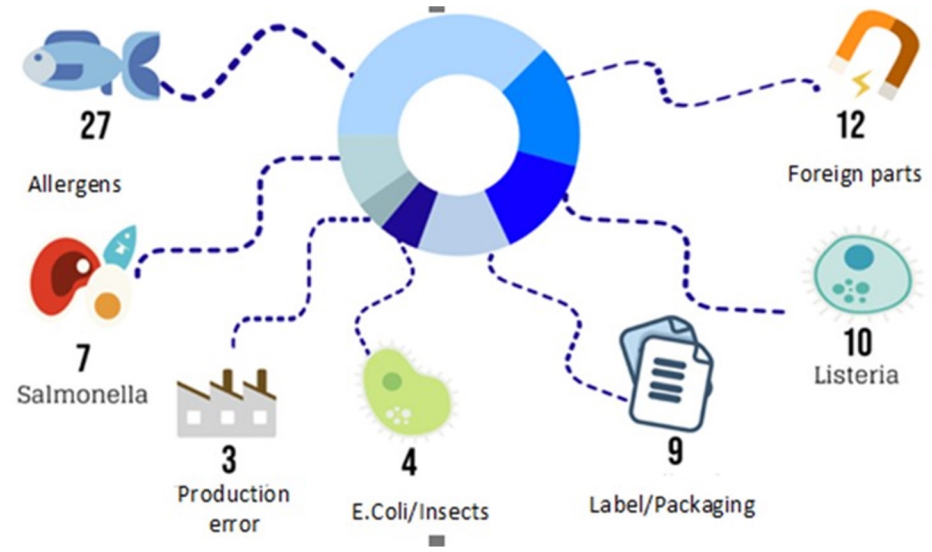 27
Allergens
12
Foreign parts
7
Salmonella
10
Listeria
3
Production
error
4
E.Coli/Insects
9
Label/Packaging